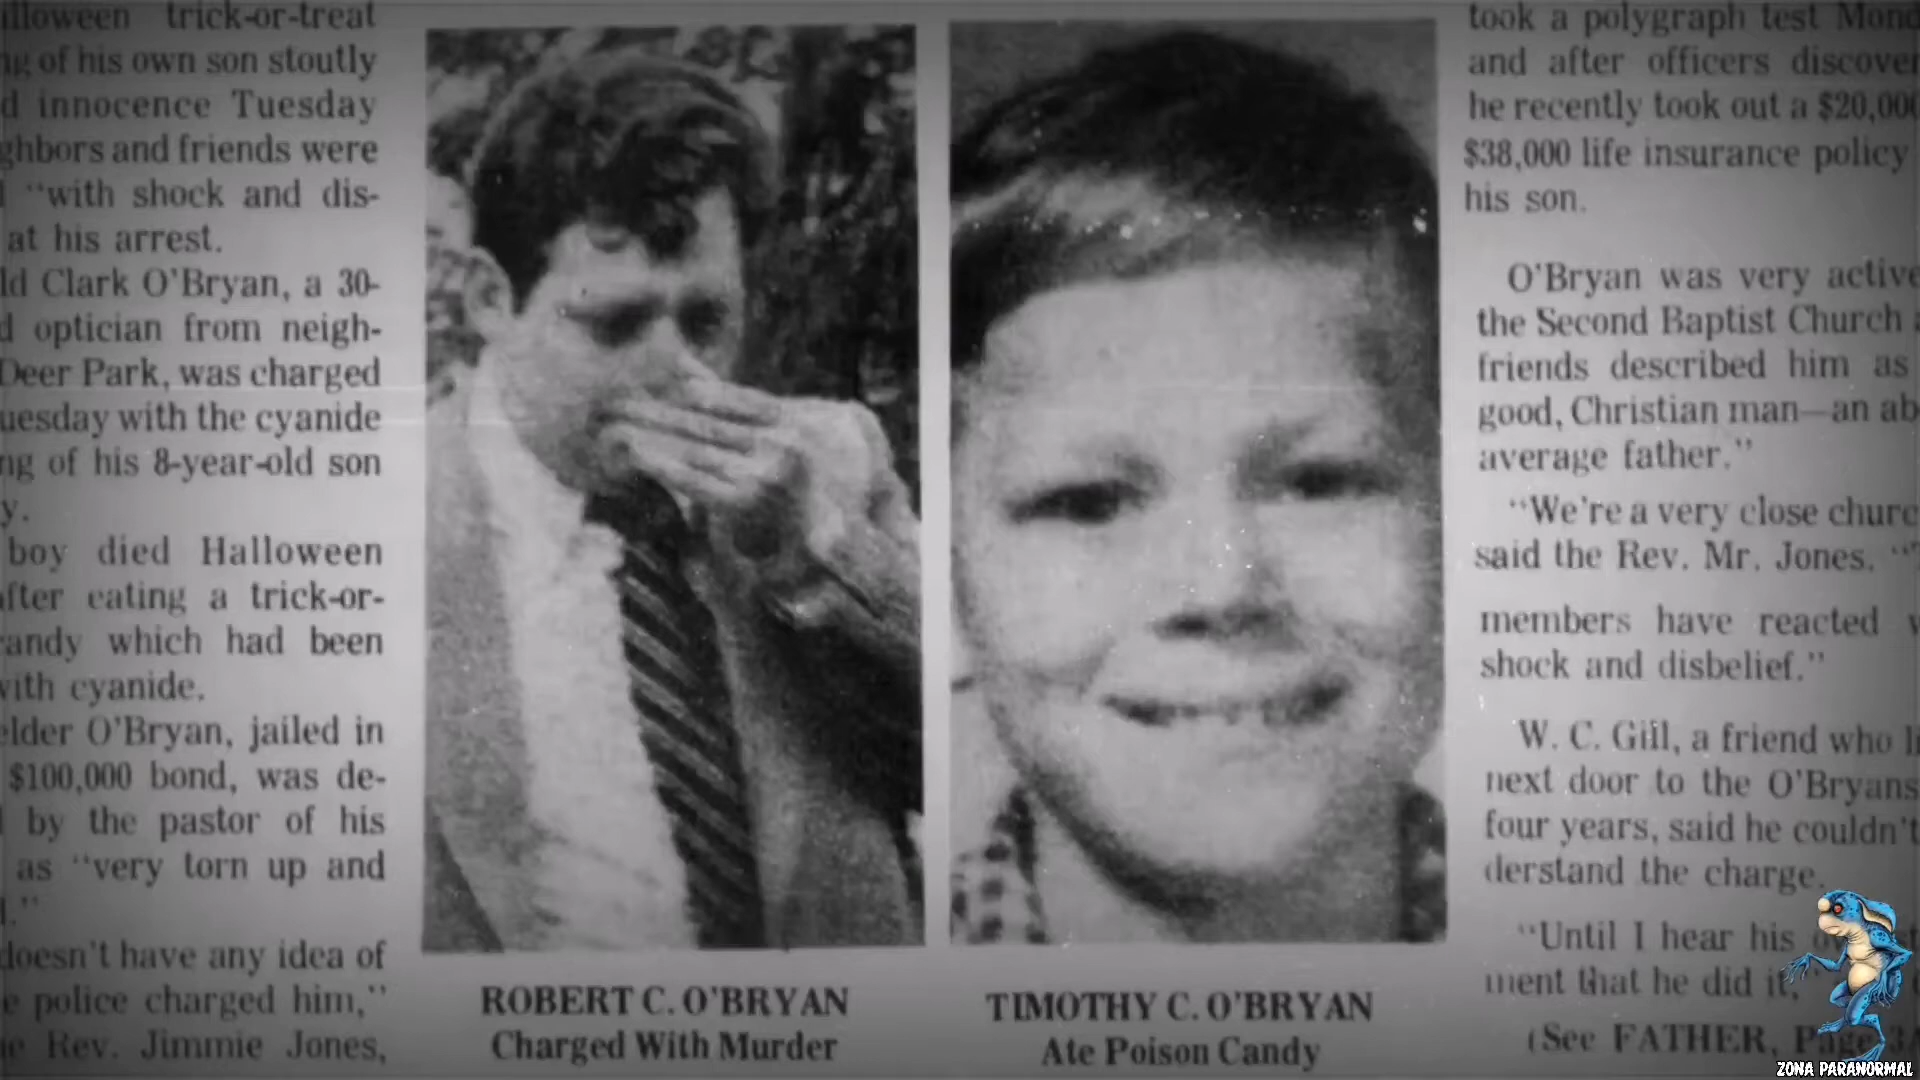 lloween trick-or-treat
ng of his own son stoutly
d innocence Tuesday
ghbors and friends were
"with shock and dis-
at his arrest.
ld Clark O'Bryan, a 30-
d optician from neigh-
Deer Park, was charged
uesday with the cyanide
ng of his 8-year-old son
y.
boy died Halloween
fter eating a trick-or-
andy which had been
with cyanide.
elder O'Bryan, jailed in
$100,000 bond, was de-
by the pastor of his
as "very torn up and
."
doesn't have any idea of
e police charged him,"
e Rev. Jimmie Jones,
ROBERT C. O'BRYAN
Charged With Murder
TIMOTHY C. O'BRYAN
Ate Poison Candy
took a polygraph test Mond
and after officers discover
he recently took out a $20,000
$38,000 life insurance policy
his son.
O'Bryan was very active
the Second Baptist Church
friends described him as
good, Christian man—an ab
average father."
"We're a very close churc
said the Rev. Mr. Jones.
members have reacted
shock and disbelief."
W. C. Gill, a friend who li
next door to the O'Bryans
four years, said he couldn't
derstand the charge.
"Until I hear his
ment that he did it,"
(See FATHER, Page 3A
ZONA PARANORMAL